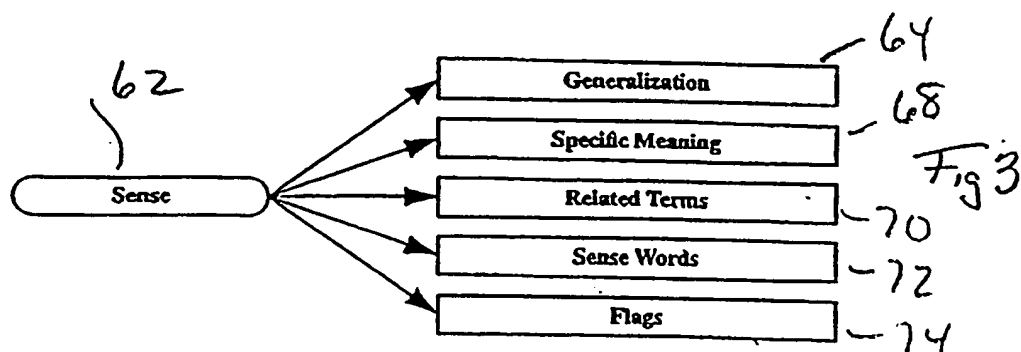 64
62
Generalization
68
Specific Meaning
Fig 3
Sense
Related Terms
70
Sense Words
72
Flags
74